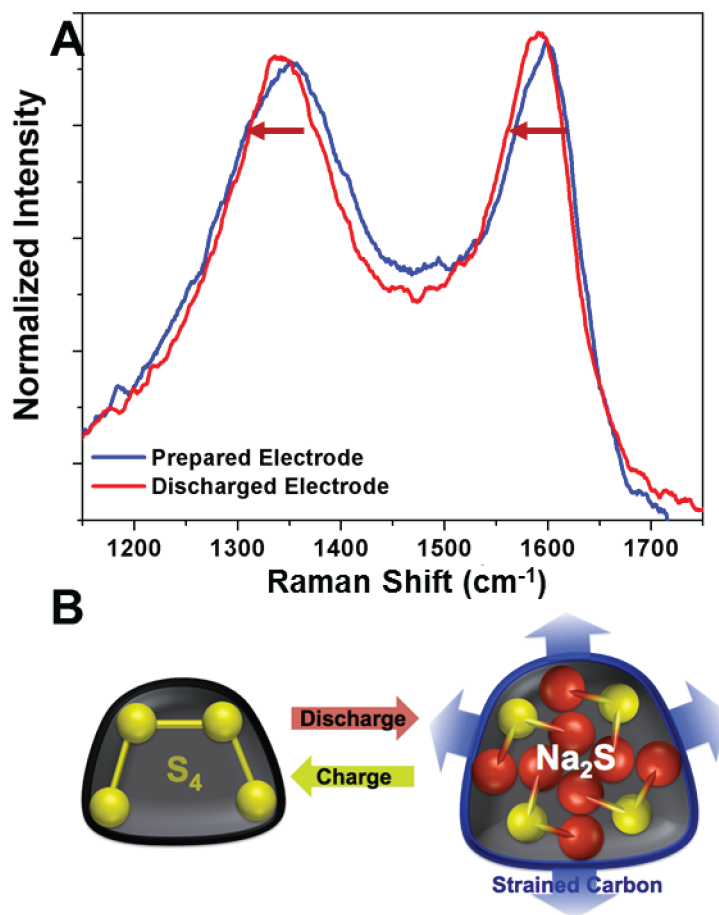 A
Normalized Intensity
Prepared Electrode
Discharged Electrode
1200 1300 1400 1500 1600 1700
Raman Shift (cm⁻¹)
B
S₄
Discharge
Charge
Na₂S
Strained Carbon